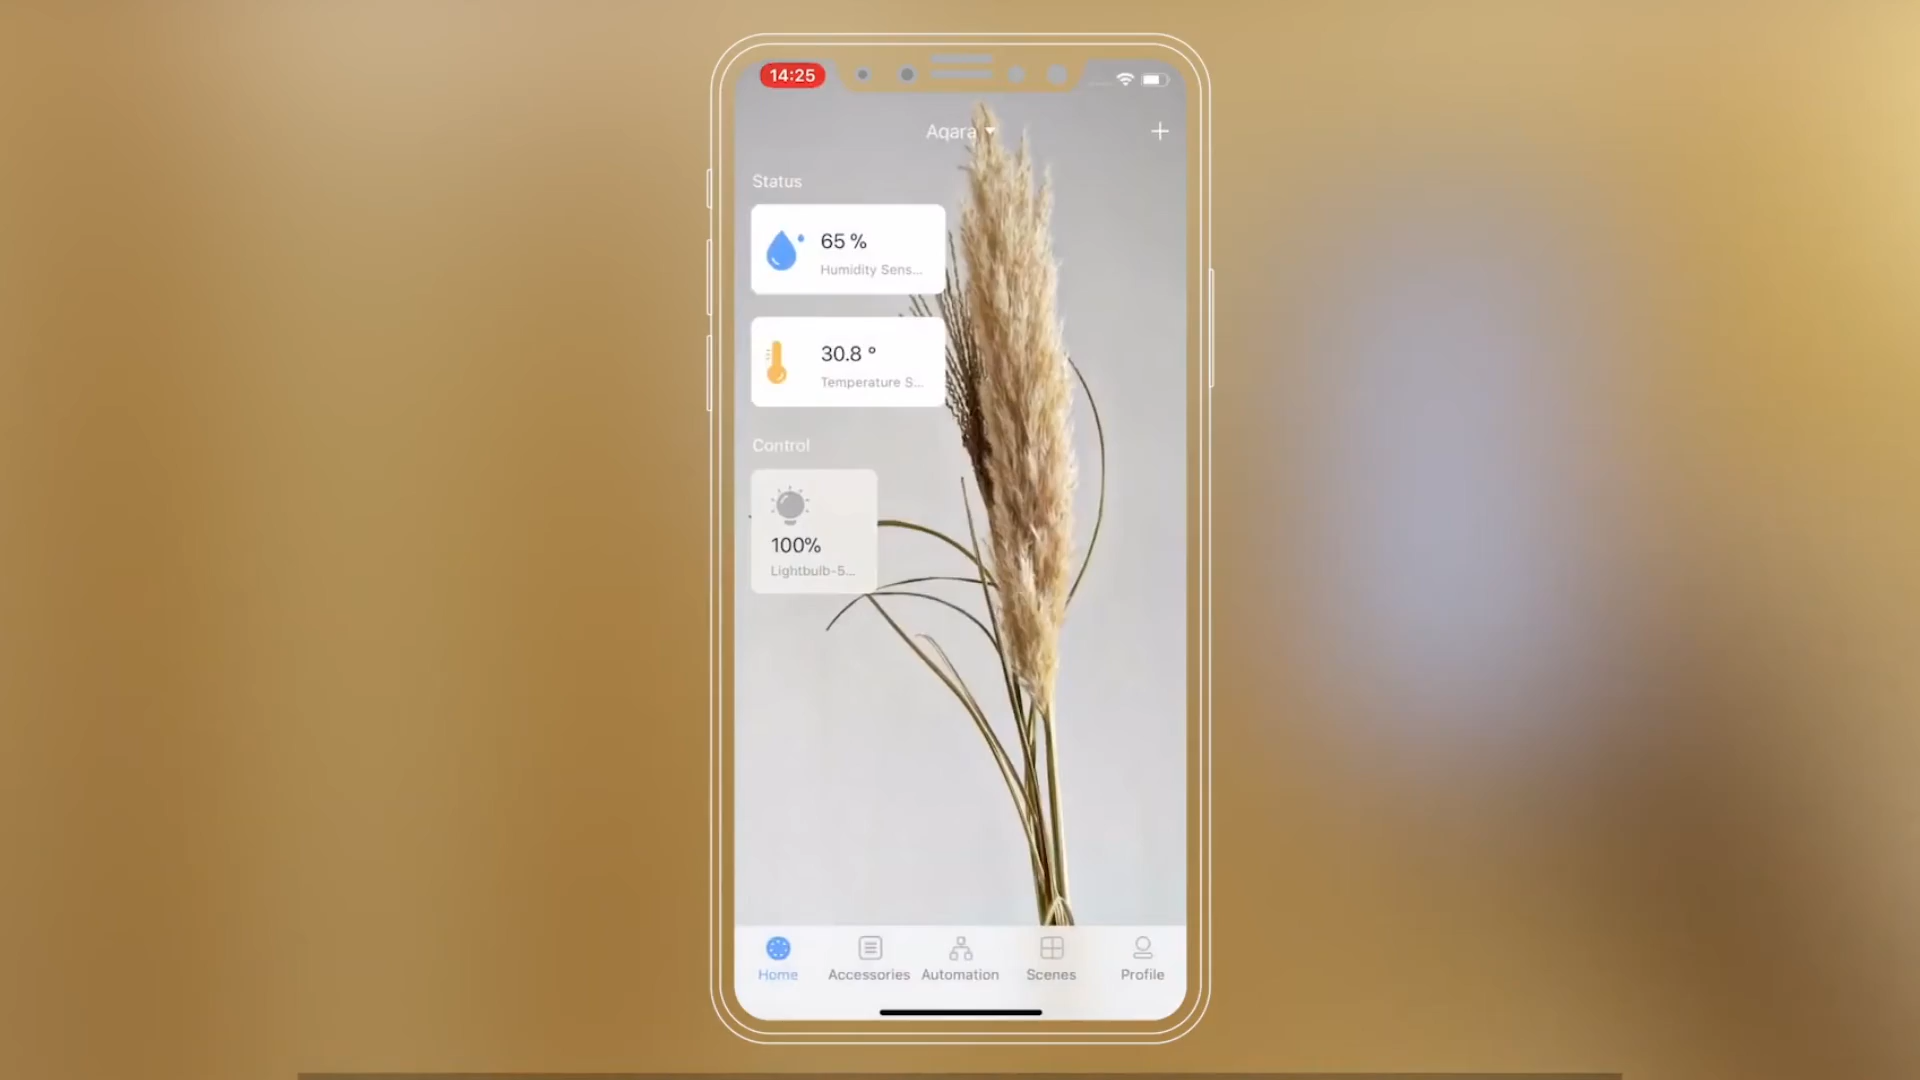 14:25
Aqara
Status
65 %
Humidity Sens...
30.8 °
Temperature S...
Control
100%
Lightbulb-5...
Home
Accessories
Automation
Scenes
Profile